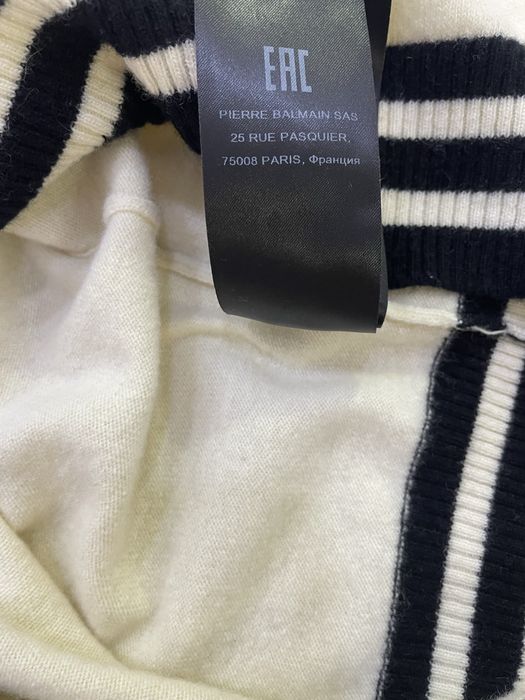 EAC
PIERRE BALMAIN SAS
25 RUE PASQUIER,
75008 PARIS, Франция